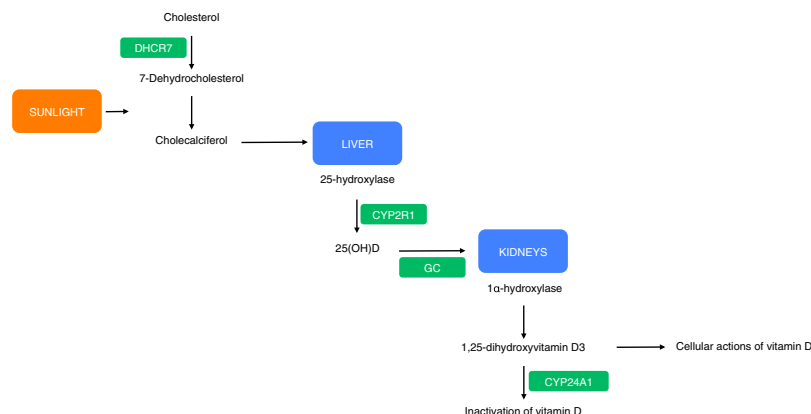 Cholesterol
DHCR7
7-Dehydrocholesterol
SUNLIGHT
Cholecalciferol
LIVER
25-hydroxylase
CYP2R1
25(OH)D
GC
KIDNEYS
1α-hydroxylase
1,25-dihydroxyvitamin D3
Cellular actions of vitamin D
CYP24A1
Inactivation of vitamin D